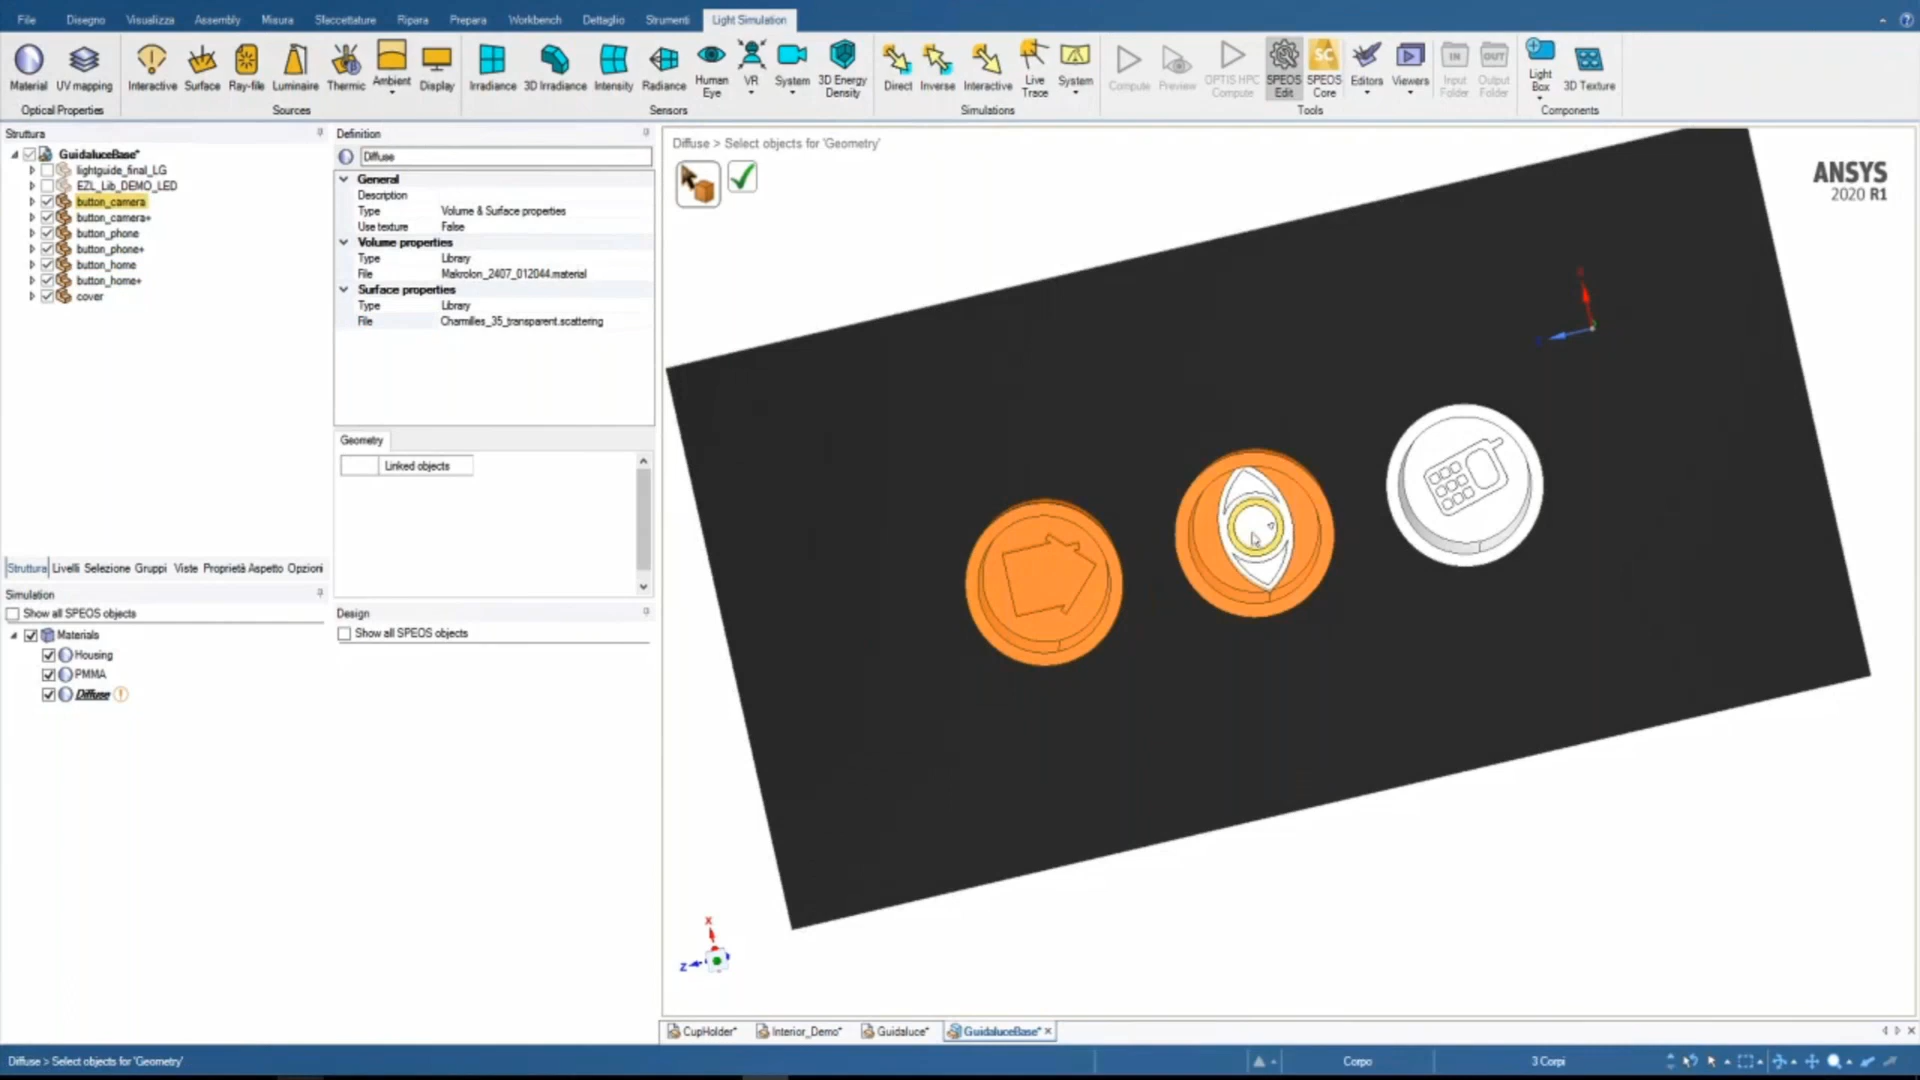 File Disegno Visualizza Assembly Misura Sfaccettature Ripara Prepara Workbench Dettaglio Strumenti Light Simulation
Material UV mapping Interactive Surface Ray-file Luminaire Thermic Ambient Display Irradiance 3D Irradiance Intensity Radiance Human Eye VR System 3D Energy Density Direct Inverse Interactive Live Trace System Compute Preview OPTIS HPC Compute SPEOS Edit SC SPEOS Core Editors Viewers IN Input Folder OUT Output Folder Light Box 3D Texture
Optical Properties Sources Sensors Simulations Tools Components
Struttura
GuidaluceBase*
lightguide_final_LG
EZL_Lib_DEMO_LED
button_camera
button_camera+
button_phone
button_phone+
button_home
button_home+
cover
Struttura Livelli Selezione Gruppi Viste Proprietà Aspetto Opzioni
Simulation
Show all SPEOS objects
Materials
Housing
PMMA
Diffuse
Definition
Diffuse
General
Description
Type Volume & Surface properties
Use texture False
Volume properties
Type Library
File Makrolon_2407_012044.material
Surface properties
Type Library
File Charmilles_35_transparent.scattering
Geometry
Linked objects
Design
Show all SPEOS objects
Diffuse > Select objects for 'Geometry'
ANSYS
2020 R1
X
Z
CupHolder* Interior_Demo* Guidaluce* GuidaluceBase*
Diffuse > Select objects for 'Geometry' Corpo 3 Corpi